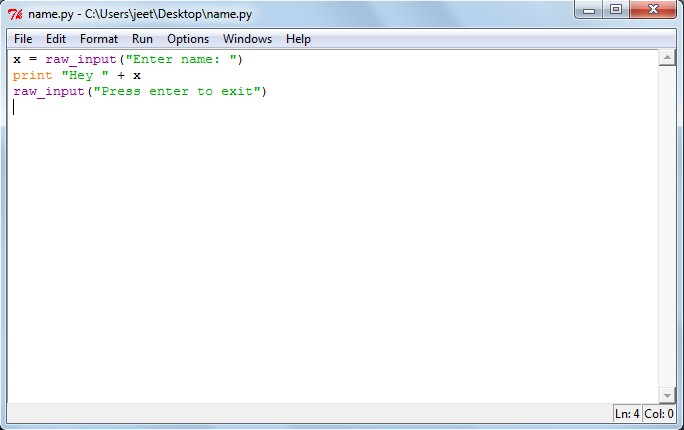 name.py - C:\Users\jeet\Desktop\name.py
File Edit Format Run Options Windows Help
x = raw_input("Enter name: ")
print "Hey " + x
raw_input("Press enter to exit")
Ln: 4 Col: 0